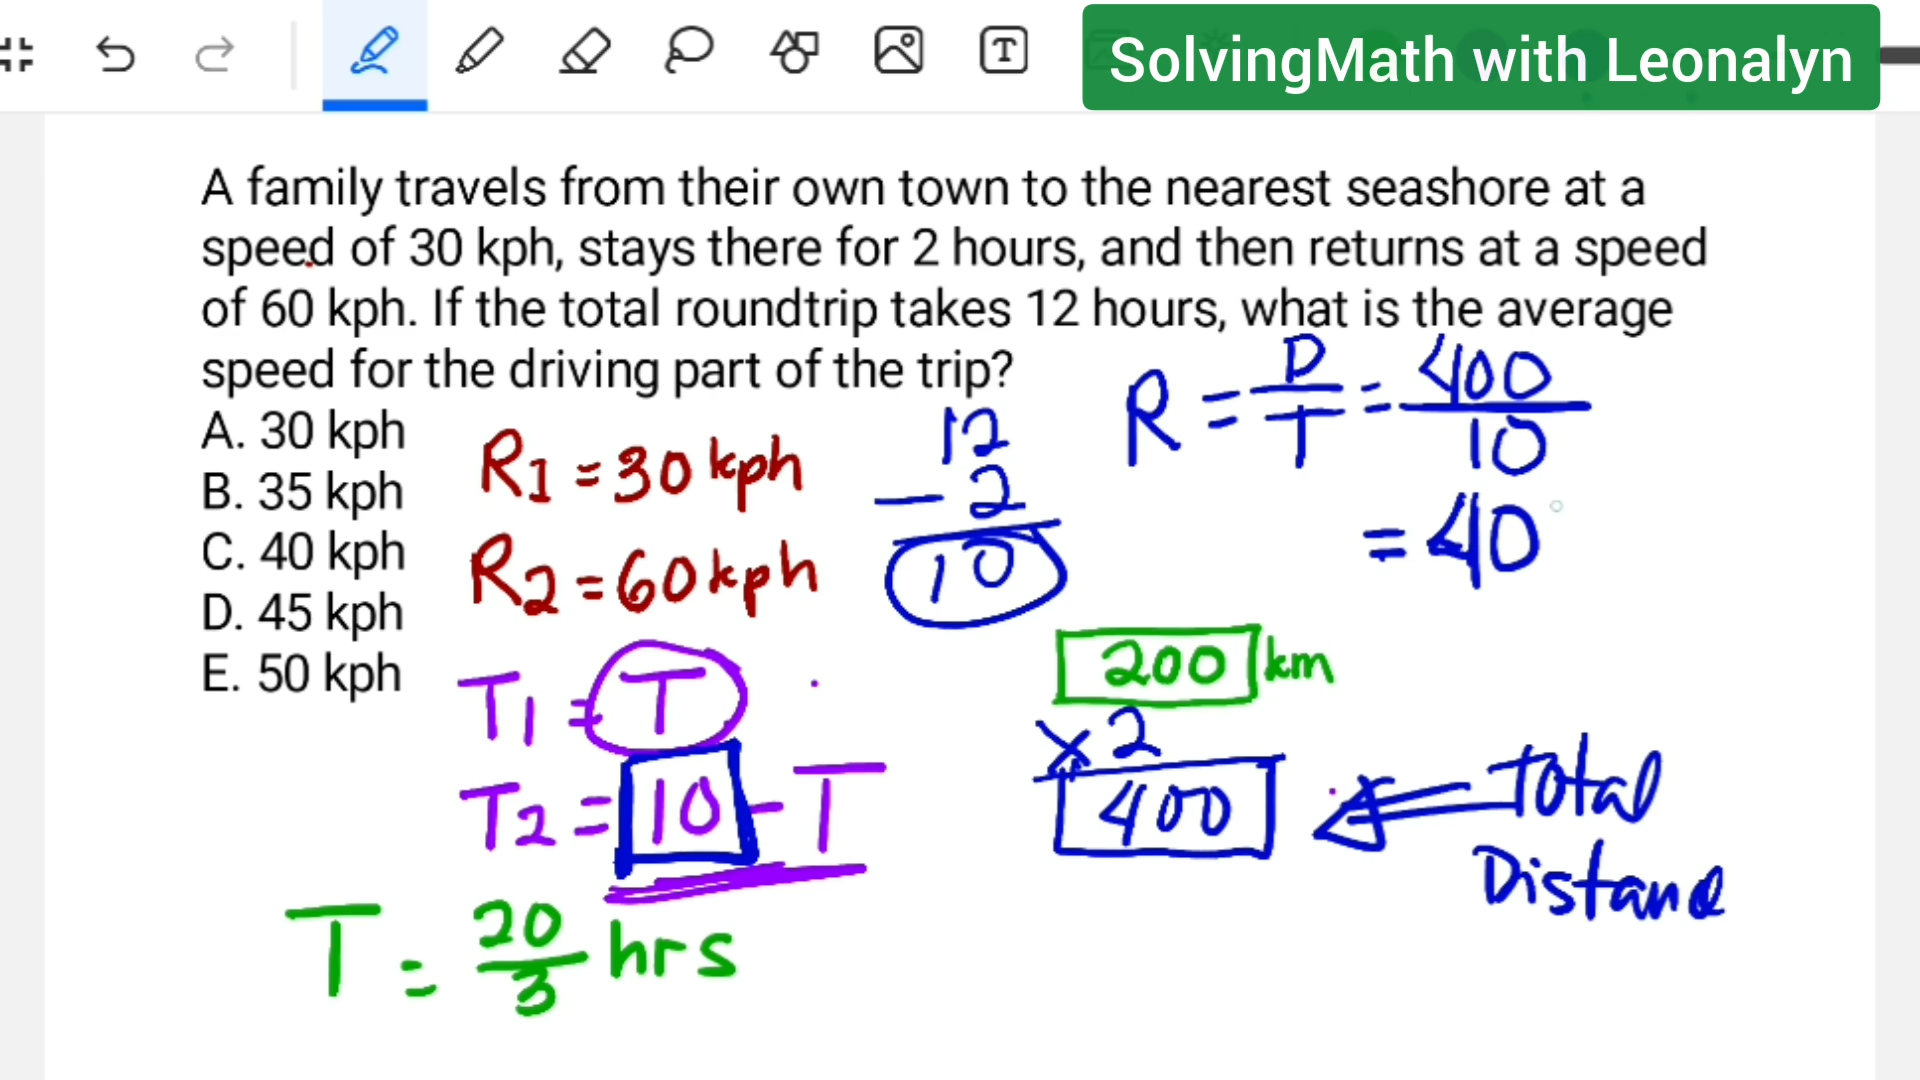 SolvingMath with Leonalyn
A family travels from their own town to the nearest seashore at a
speed of 30 kph, stays there for 2 hours, and then returns at a speed
of 60 kph. If the total roundtrip takes 12 hours, what is the average
speed for the driving part of the trip?
A. 30 kph
B. 35 kph
C. 40 kph
D. 45 kph
E. 50 kph
R1 = 30 kph
R2 = 60 kph
12
- 2
10
R = D/T = 400/10
= 40
T1 = T
T2 = 10 - T
T = 20/3 hrs
200 km
x 2
400
Total
Distance